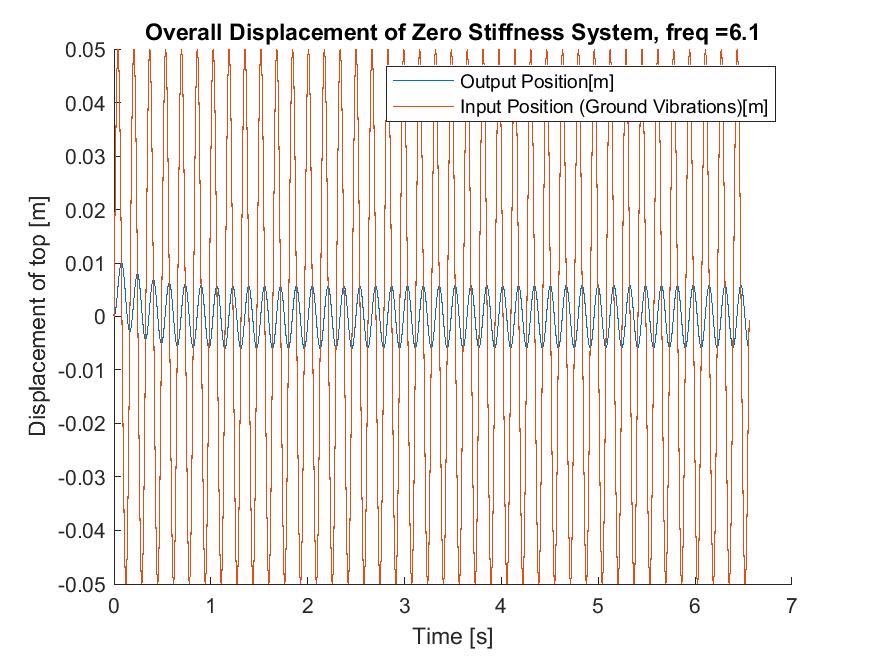 Overall Displacement of Zero Stiffness System, freq =6.1
Output Position[m]
Input Position (Ground Vibrations)[m]
Displacement of top [m]
0.05
0.04
0.03
0.02
0.01
0
-0.01
-0.02
-0.03
-0.04
-0.05
0 1 2 3 4 5 6 7
Time [s]